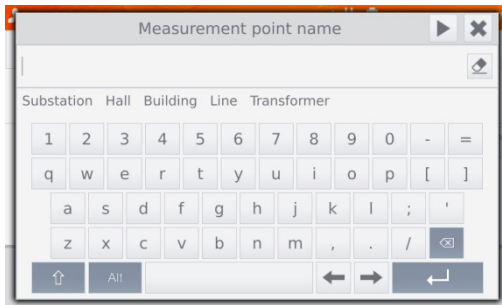 Measurement point name
Substation Hall Building Line Transformer
1 2 3 4 5 6 7 8 9 0 - =
q w e r t y u i o p [ ]
a s d f g h j k l ; '
z x c v b n m , . /
Alt